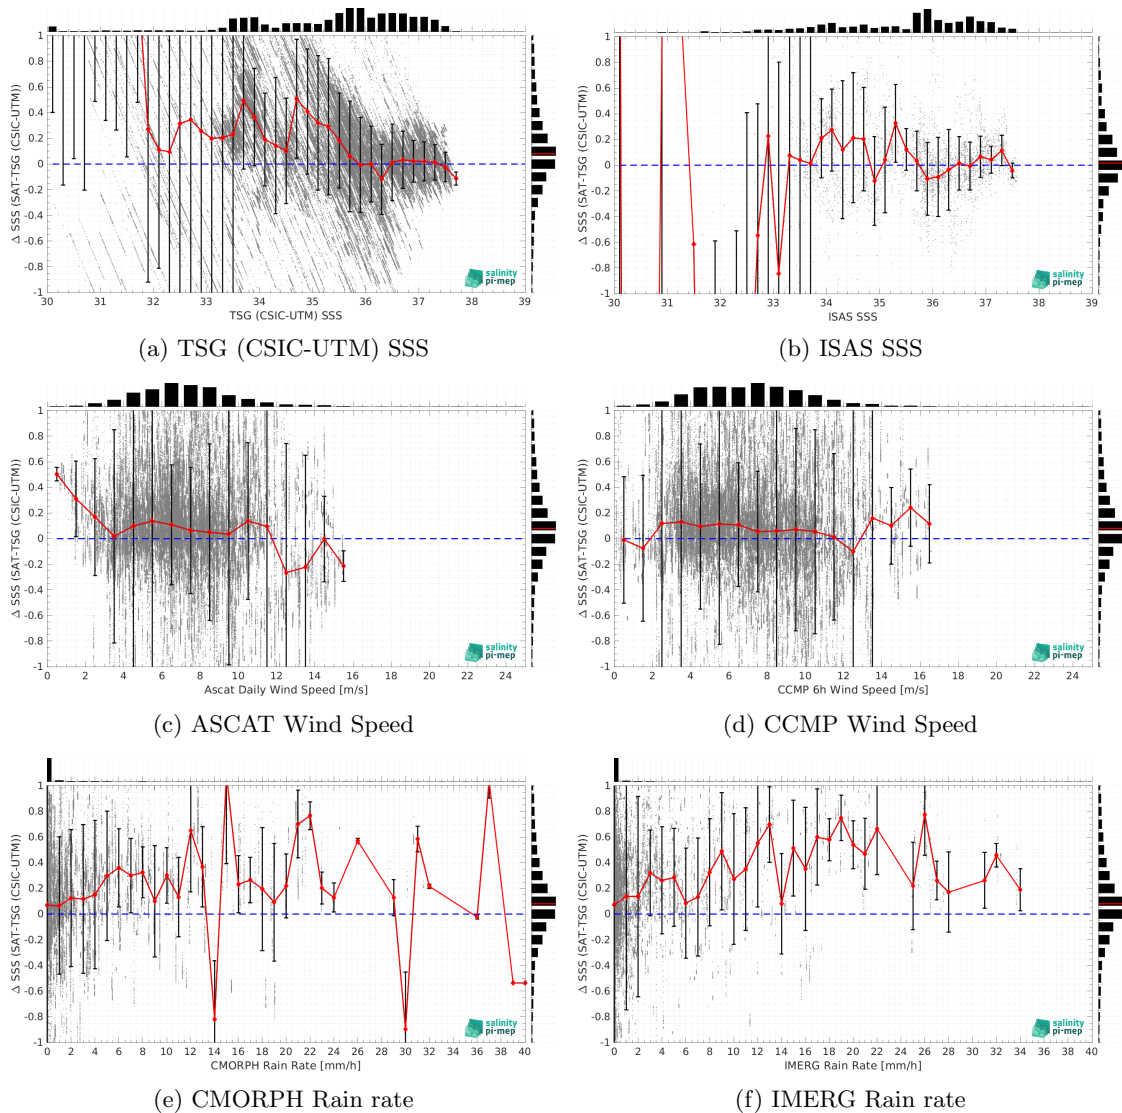 Δ SSS (SAT-TSG (CSIC-UTM))
1
0.8
0.6
0.4
0.2
0
-0.2
-0.4
-0.6
-0.8
-1
30 31 32 33 34 35 36 37 38 39
TSG (CSIC-UTM) SSS
salinity
pi-mep
(a) TSG (CSIC-UTM) SSS
Δ SSS (SAT-TSG (CSIC-UTM))
1
0.8
0.6
0.4
0.2
0
-0.2
-0.4
-0.6
-0.8
-1
30 31 32 33 34 35 36 37 38 39
ISAS SSS
salinity
pi-mep
(b) ISAS SSS
Δ SSS (SAT-TSG (CSIC-UTM))
1
0.8
0.6
0.4
0.2
0
-0.2
-0.4
-0.6
-0.8
-1
0 2 4 6 8 10 12 14 16 18 20 22 24
Ascat Daily Wind Speed [m/s]
salinity
pi-mep
(c) ASCAT Wind Speed
Δ SSS (SAT-TSG (CSIC-UTM))
1
0.8
0.6
0.4
0.2
0
-0.2
-0.4
-0.6
-0.8
-1
0 2 4 6 8 10 12 14 16 18 20 22 24
CCMP 6h Wind Speed [m/s]
salinity
pi-mep
(d) CCMP Wind Speed
Δ SSS (SAT-TSG (CSIC-UTM))
1
0.8
0.6
0.4
0.2
0
-0.2
-0.4
-0.6
-0.8
-1
0 2 4 6 8 10 12 14 16 18 20 22 24 26 28 30 32 34 36 38 40
CMORPH Rain Rate [mm/h]
salinity
pi-mep
(e) CMORPH Rain rate
Δ SSS (SAT-TSG (CSIC-UTM))
1
0.8
0.6
0.4
0.2
0
-0.2
-0.4
-0.6
-0.8
-1
0 2 4 6 8 10 12 14 16 18 20 22 24 26 28 30 32 34 36 38 40
IMERG Rain Rate [mm/h]
salinity
pi-mep
(f) IMERG Rain rate